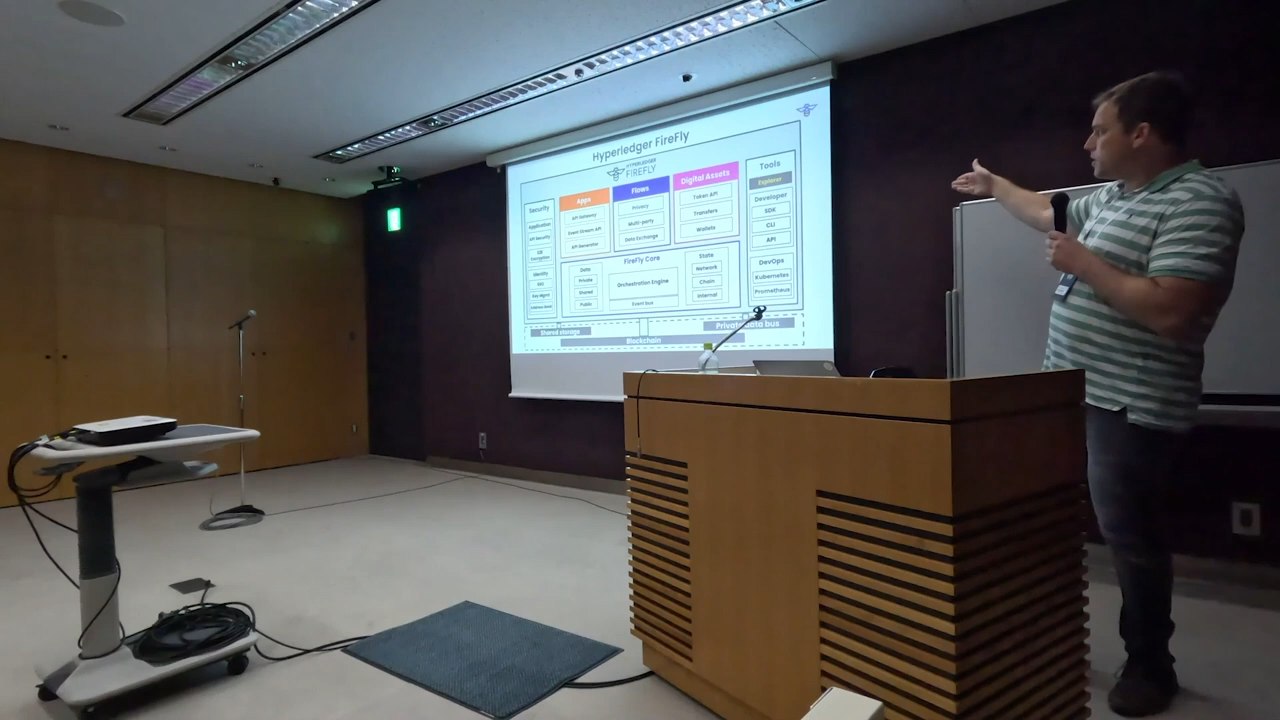 Hyperledger FireFly
HYPERLEDGER
FIREFLY
Security
Application
API Security
Encryption
Identity
Key Mgmt
Apps
API Gateway
Event Stream API
API Generator
Flows
Privacy
Multi-party
Data Exchange
Digital Assets
Token API
Transfers
Wallets
FireFly Core
Data
Private
Shared
Public
Orchestration Engine
Event bus
State
Network
Chain
Internal
Tools
Explorer
Developer
SDK
CLI
API
DevOps
Kubernetes
Prometheus
Shared storage
Private data bus
Blockchain